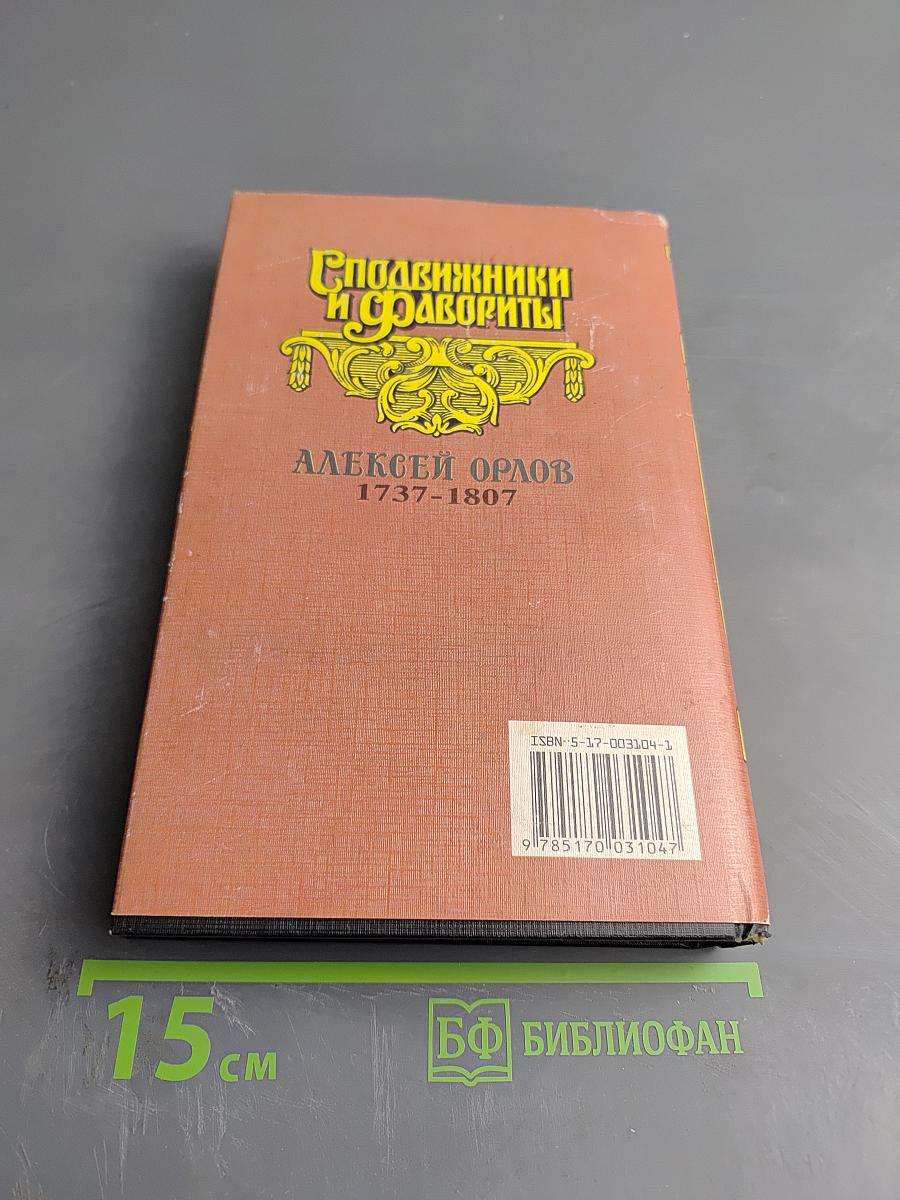 Сподвижники
и Фавориты
АЛЕКСЕЙ ОРЛОВ
1737-1807
ISBN 5-17-003104-1
9 785170 031047
15 см
БФ БИБЛИОФАН